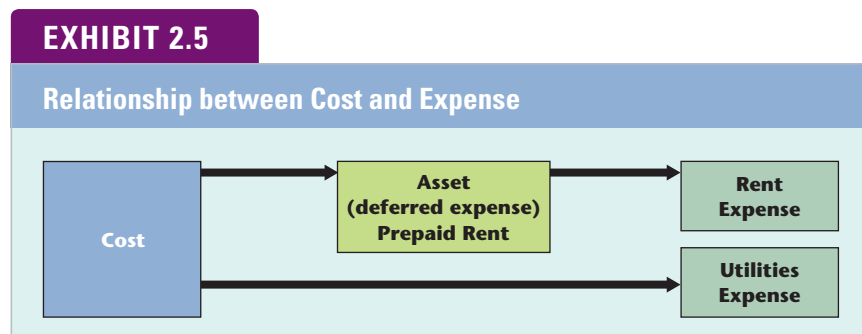 EXHIBIT 2.5
Relationship between Cost and Expense
Cost
Asset
(deferred expense)
Prepaid Rent
Rent
Expense
Utilities
Expense